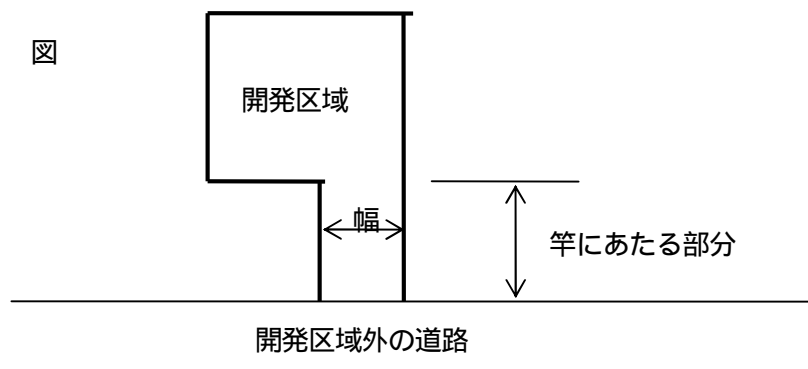 図
開発区域
幅
竿にあたる部分
開発区域外の道路